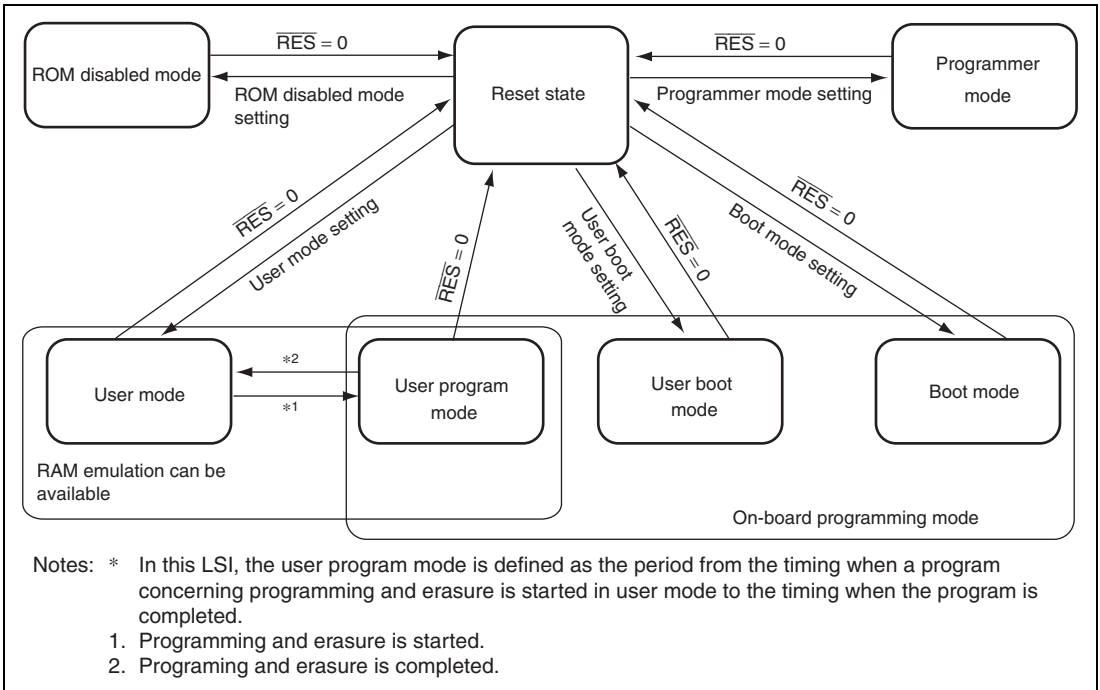 ROM disabled mode
RES = 0
ROM disabled mode
setting
Reset state
RES = 0
Programmer mode setting
Programmer
mode
RES = 0
User mode setting
RES = 0
User boot
mode setting
RES = 0
RES = 0
Boot mode setting
User mode
*2
*1
User program
mode
User boot
mode
Boot mode
RAM emulation can be
available
On-board programming mode
Notes: * In this LSI, the user program mode is defined as the period from the timing when a program
concerning programming and erasure is started in user mode to the timing when the program is
completed.
1. Programming and erasure is started.
2. Programing and erasure is completed.